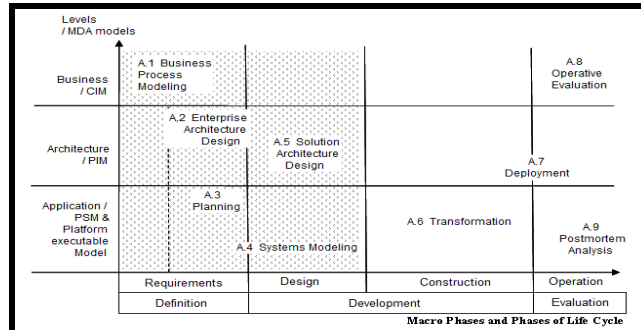 Levels
/ MDA models
Business
/ CIM
A.1 Business
Process
Modeling
A.8
Operative
Evaluation
A.2 Enterprise
Architecture
Design
Architecture
/ PIM
A.5 Solution
Architecture
Design
A.7
Deployment
Application /
PSM &
Platform
executable
Model
A.3
Planning
A.4 Systems Modeling
A.6 Transformation
A.9
Postmortem
Analysis
Requirements
Design
Construction
Operation
Definition
Development
Evaluation
Macro Phases and Phases of Life Cycle